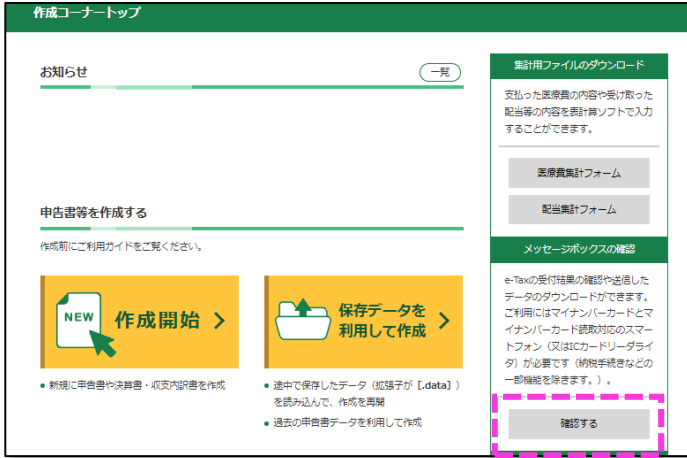 作成コーナートップ
お知らせ
一覧
申告書等を作成する
作成前にご利用ガイドをご覧ください。
NEW
作成開始
・新規に申告書や決算書・収支内訳書を作成
保存データを
利用して作成
・途中で保存したデータ（拡張子が【.data】）
を読み込んで、作成を再開
・過去の申告書データを利用して作成
集計用ファイルのダウンロード
支払った医療費の内容や受け取った
配当等の内容を表計算ソフトで入力
することができます。
医療費集計フォーム
配当集計フォーム
メッセージボックスの確認
e-Taxの受付結果の確認や送信した
データのダウンロードができます。
ご利用にはマイナンバーカードとマ
イナンバーカード読取対応のスマー
トフォン（又はICカードリーダライ
タ）が必要です（納税手続きなどの
一部機能を除きます。）。
確認する